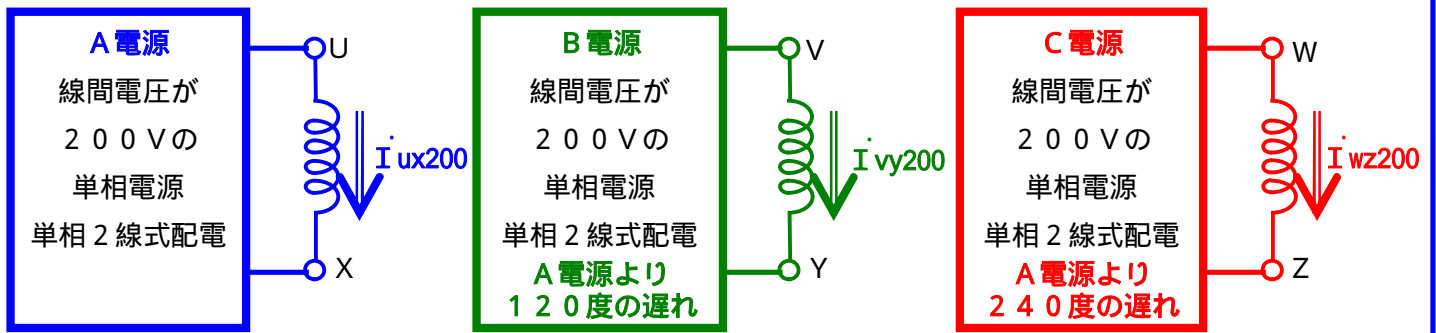 A電源
線間電圧が
200Vの
単相電源
単相2線式配電
U
İux200
X
B電源
線間電圧が
200Vの
単相電源
単相2線式配電
A電源より
120度の遅れ
V
İvy200
Y
C電源
線間電圧が
200Vの
単相電源
単相2線式配電
A電源より
240度の遅れ
W
İwz200
Z